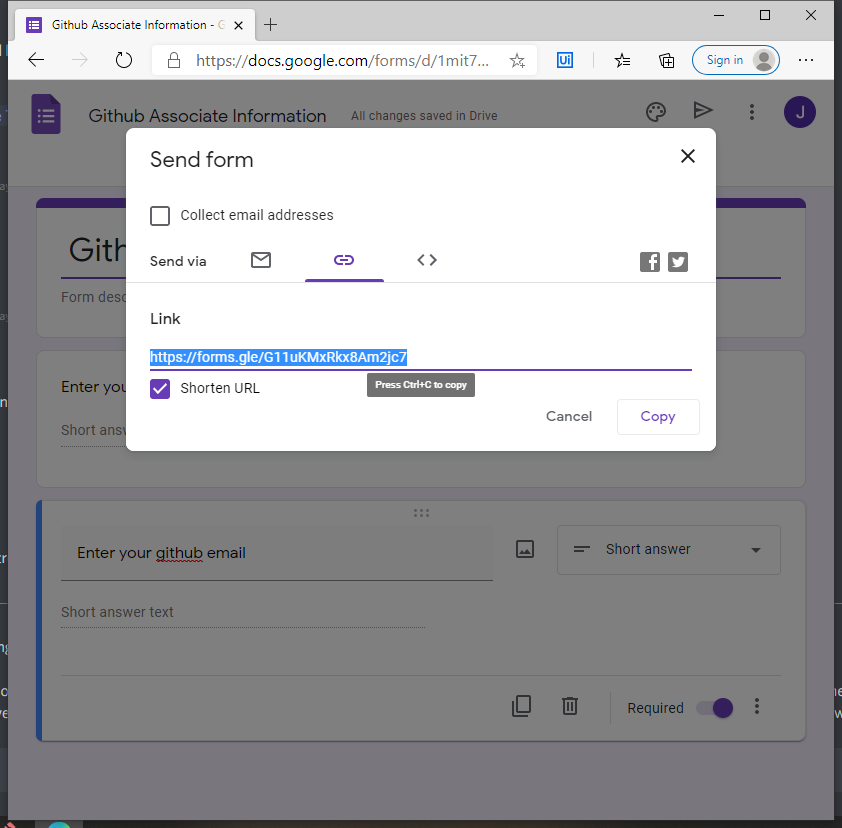 Github Associate Information - G
https://docs.google.com/forms/d/1mit7...
Ui
Sign in
Github Associate Information
All changes saved in Drive
J
Send form
Collect email addresses
Send via
Gith
Form desc
Link
https://forms.gle/G11uKMxRkx8Am2jc7
Enter you
Shorten URL
Press Ctrl+C to copy
Cancel
Copy
Short answ
Enter your github email
Short answer
Short answer text
Required